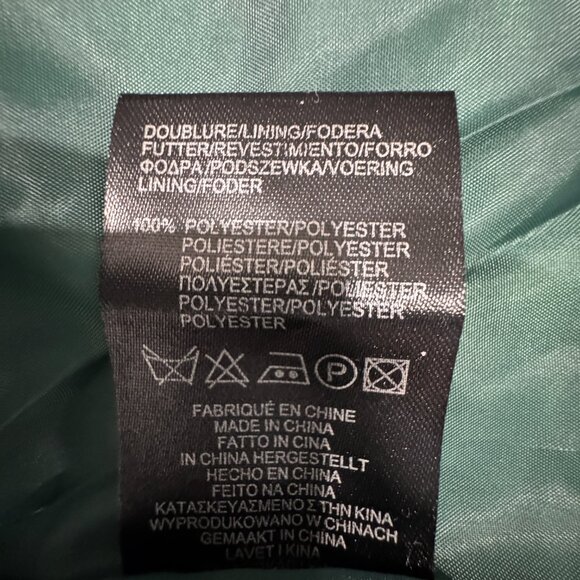 DOUBLURE/LINING/FODERA
FUTTER/REVESTIMIENTO/FORRO
ΦΟΔΡΑ/PODSZEWKA/VOERING
LINING/FODER
100% POLYESTER/POLYESTER
POLIESTERE/POLYESTER
POLIÉSTER/POLIÉSTER
ΠΟΛΥΕΣΤΕΡΑΣ/POLIESTER
POLYESTER/POLYESTER
POLYESTER
P
FABRIQUÉ EN CHINE
MADE IN CHINA
FATTO IN CINA
IN CHINA HERGESTELLT
HECHO EN CHINA
FEITO NA CHINA
ΚΑΤΑΣΚΕΥΑΣΜΕΝΟ ΣΤΗΝ ΚΙΝΑ
WYPRODUKOWANO W CHINACH
GEMAAKT IN CHINA
LAVET I KINA